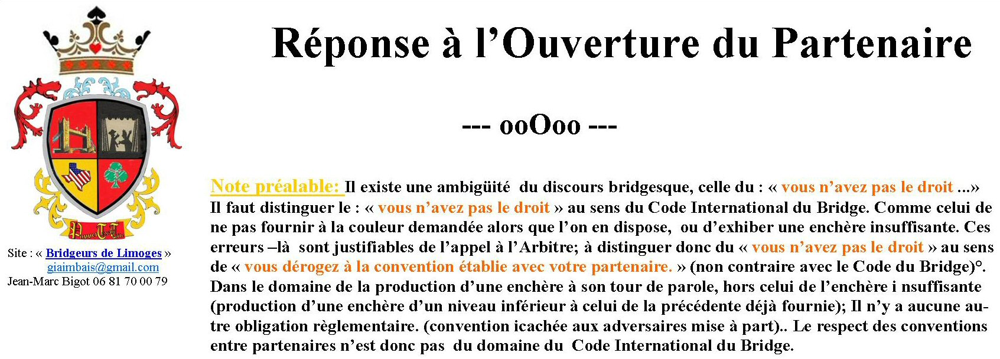 Réponse à l’Ouverture du Partenaire
--- ooOoo ---
Note préalable: Il existe une ambigüité du discours bridgesque, celle du : « vous n’avez pas le droit ...»
Il faut distinguer le : « vous n’avez pas le droit » au sens du Code International du Bridge. Comme celui de
ne pas fournir à la couleur demandée alors que l’on en dispose, ou d’exhiber une enchère insuffisante. Ces
erreurs –là sont justifiables de l’appel à l’Arbitre; à distinguer donc du « vous n’avez pas le droit » au sens
de « vous dérogez à la convention établie avec votre partenaire. » (non contraire avec le Code du Bridge)°.
Dans le domaine de la production d’une enchère à son tour de parole, hors celui de l’enchère i nsuffisante
(production d’une enchère d’un niveau inférieur à celui de la précédente déjà fournie); Il n’y a aucune au-
tre obligation règlementaire. (convention icachée aux adversaires mise à part).. Le respect des conventions
entre partenaires n’est donc pas du domaine du Code International du Bridge.
Site : « Bridgeurs de Limoges »
giaimbais@gmail.com
Jean-Marc Bigot 06 81 70 00 79